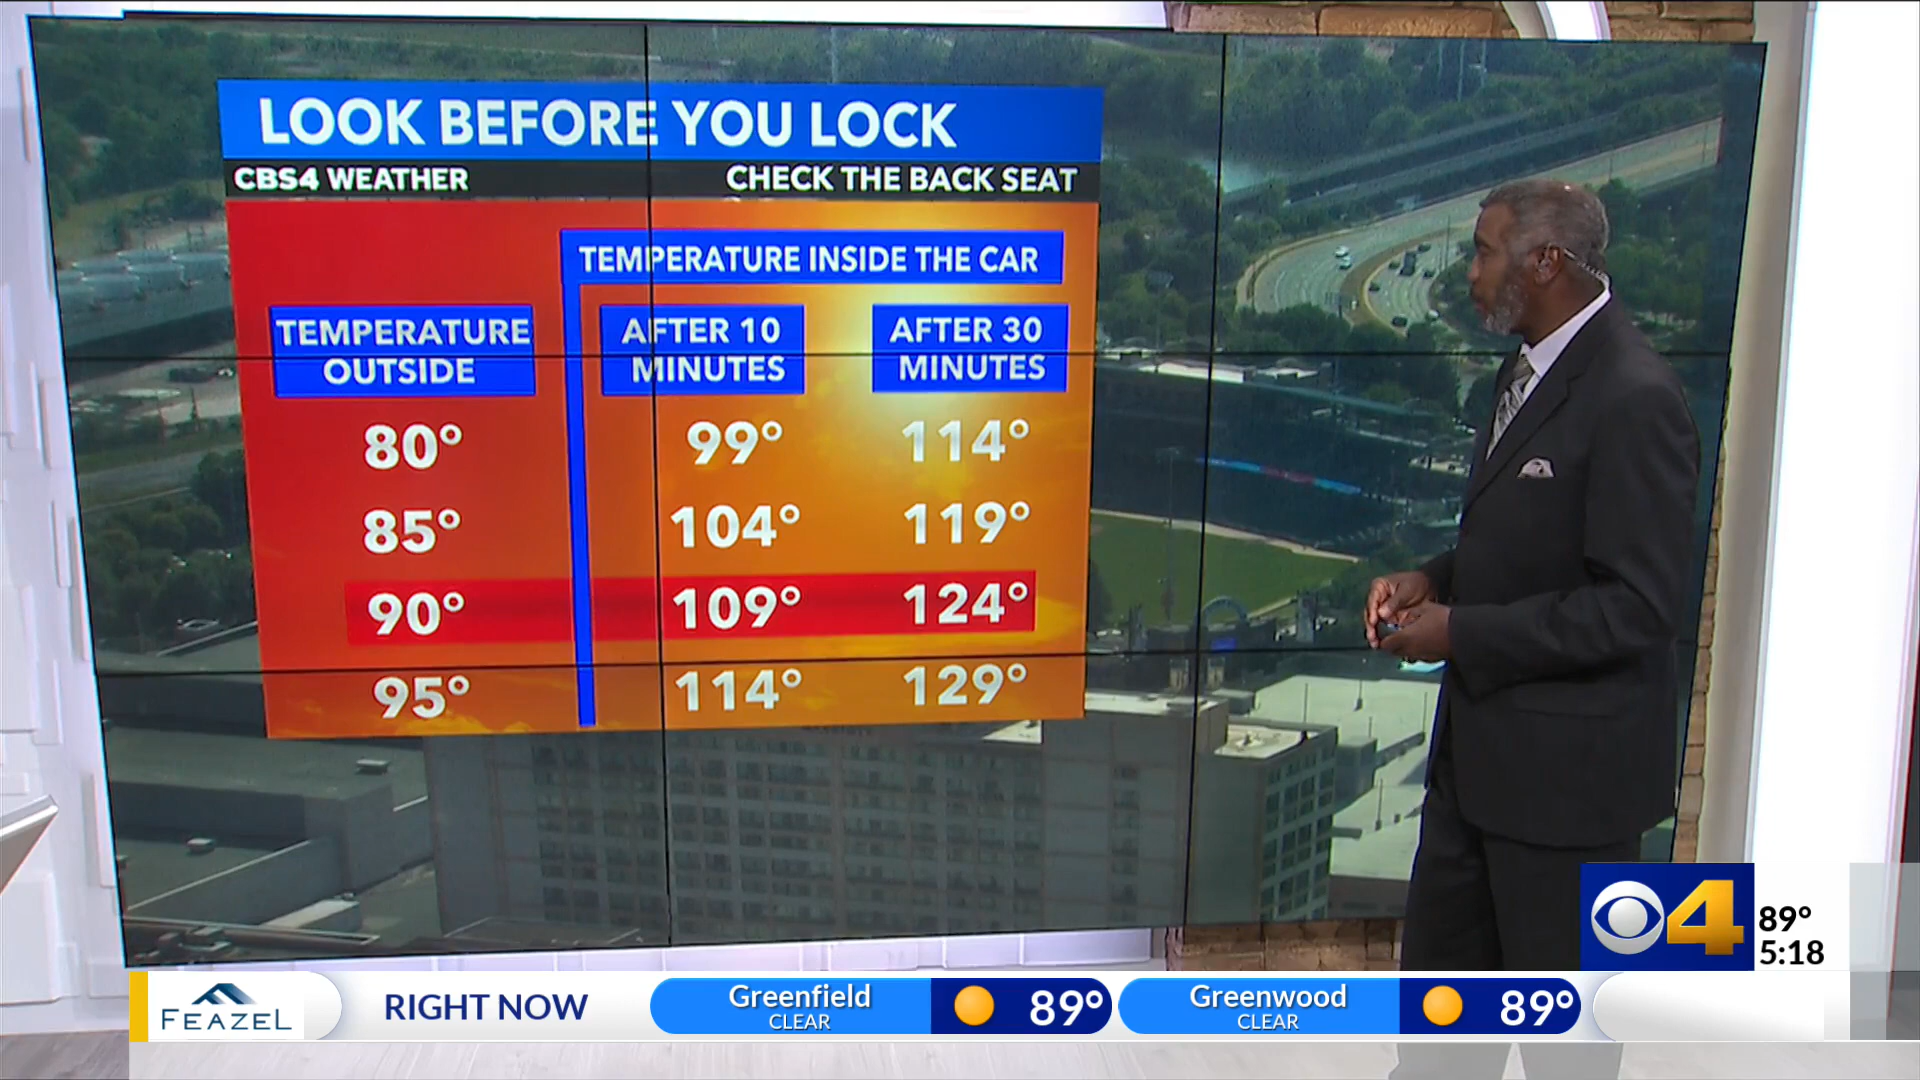 LOOK BEFORE YOU LOCK
CBS4 WEATHER CHECK THE BACK SEAT
TEMPERATURE INSIDE THE CAR
TEMPERATURE OUTSIDE
AFTER 10 MINUTES
AFTER 30 MINUTES
80° 99° 114°
85° 104° 119°
90° 109° 124°
95° 114° 129°
4 89°
5:18
FEAZEL
RIGHT NOW
Greenfield
CLEAR
89°
Greenwood
CLEAR
89°